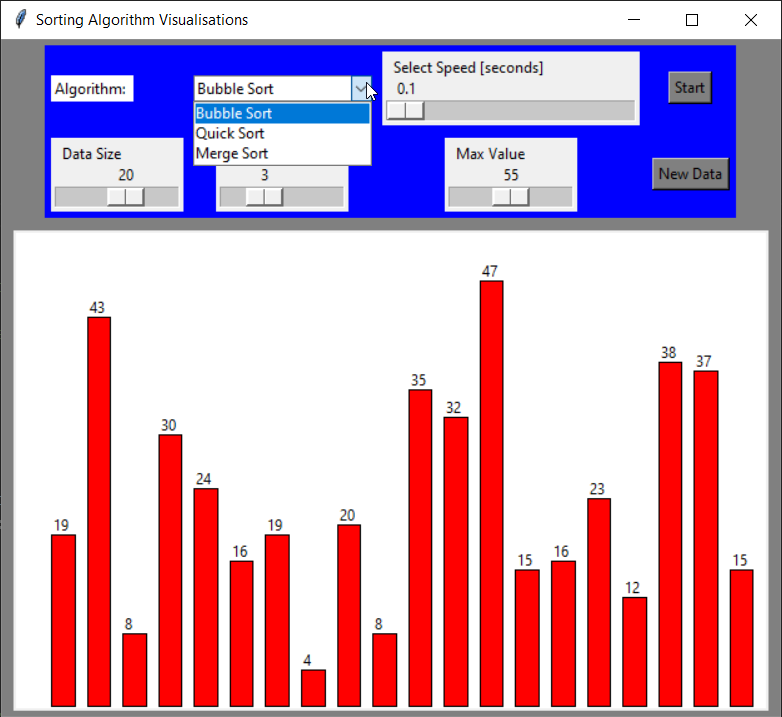 Sorting Algorithm Visualisations
Algorithm:
Bubble Sort
Bubble Sort
Quick Sort
Merge Sort
Select Speed [seconds]
0.1
Start
Data Size
20
3
Max Value
55
New Data
19
43
8
30
24
16
19
4
20
8
35
32
47
15
16
23
12
38
37
15